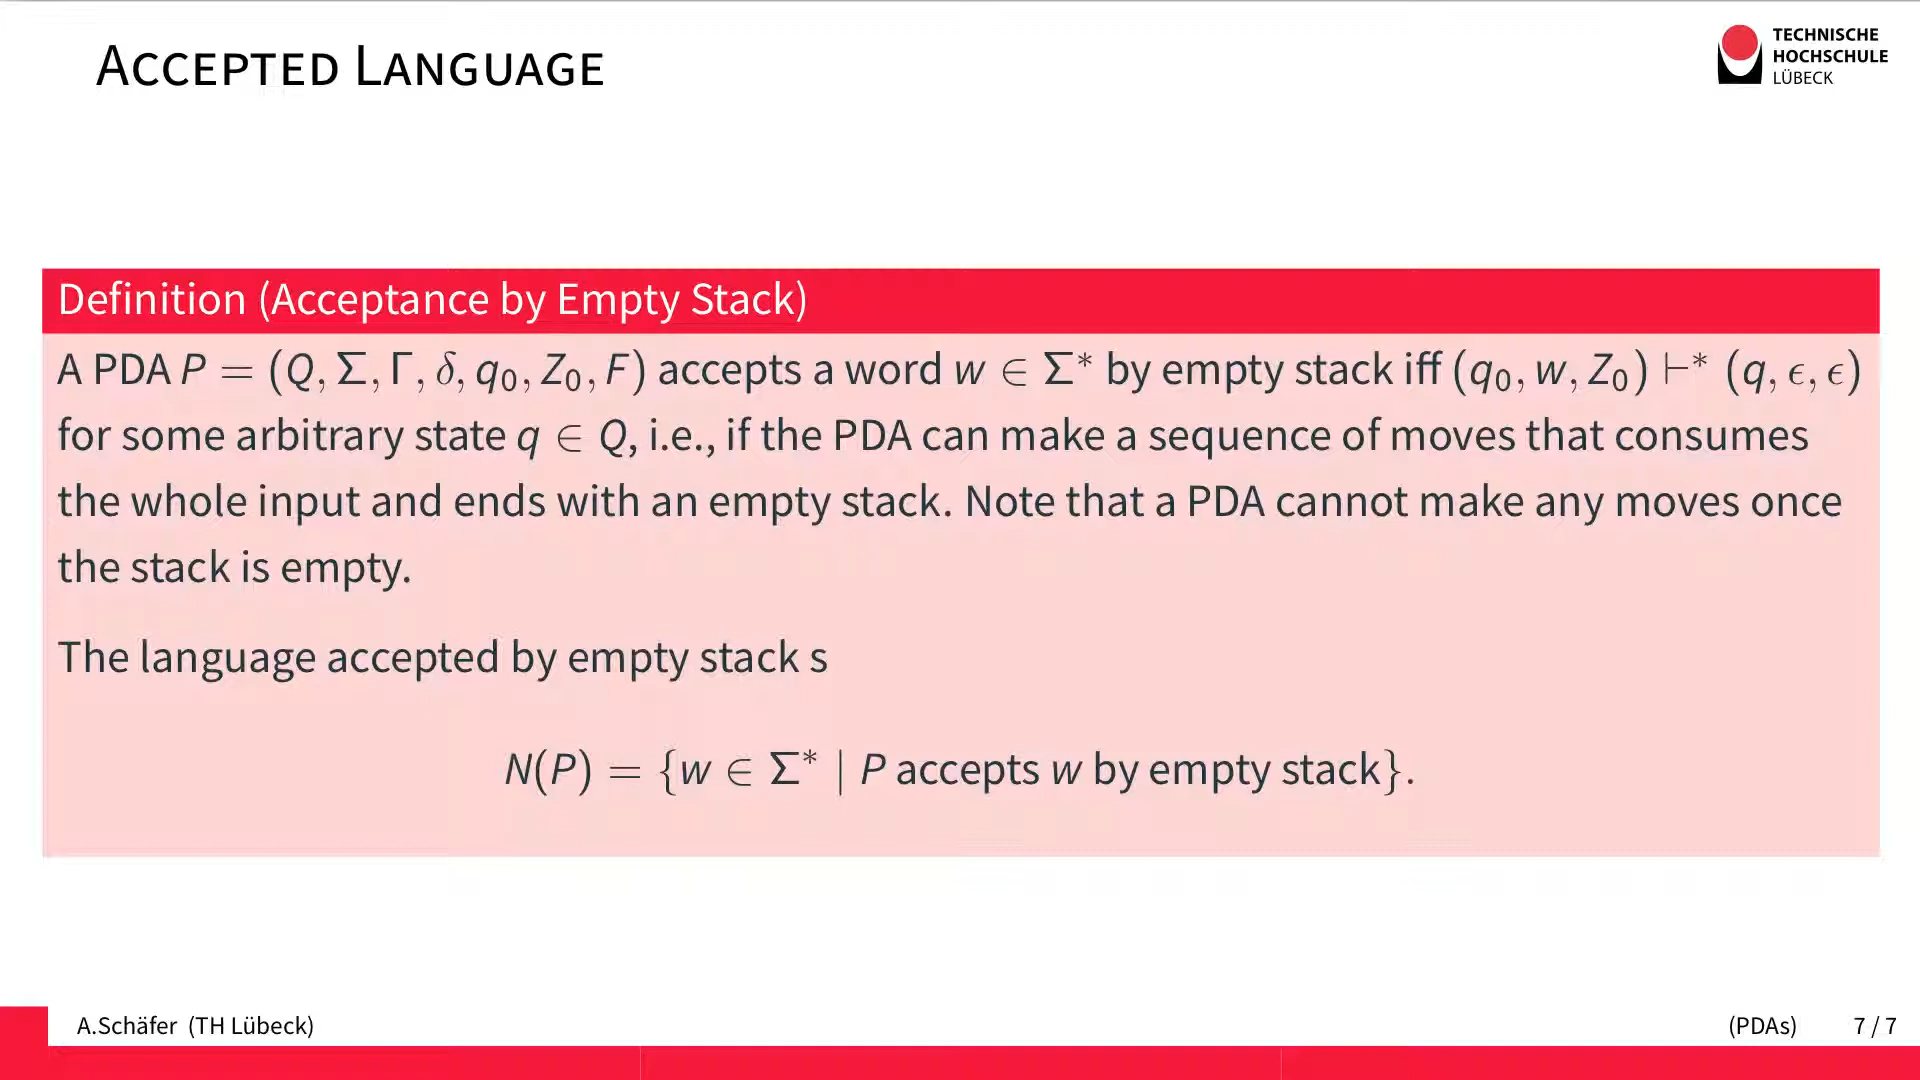 ACCEPTED LANGUAGE
TECHNISCHE
HOCHSCHULE
LÜBECK
Definition (Acceptance by Empty Stack)
A PDA P = (Q, Σ, Γ, δ, q₀, Z₀, F) accepts a word w ∈ Σ* by empty stack iff (q₀, w, Z₀) ⊢* (q, ϵ, ϵ)
for some arbitrary state q ∈ Q, i.e., if the PDA can make a sequence of moves that consumes
the whole input and ends with an empty stack. Note that a PDA cannot make any moves once
the stack is empty.
The language accepted by empty stack s
N(P) = {w ∈ Σ* | P accepts w by empty stack}.
A.Schäfer (TH Lübeck)
(PDAs)
7 / 7